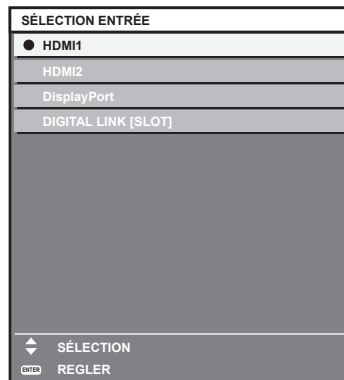 SÉLECTION ENTRÉE
HDMI1
HDMI2
DisplayPort
DIGITAL LINK [SLOT]
SÉLECTION
ENTER REGLER